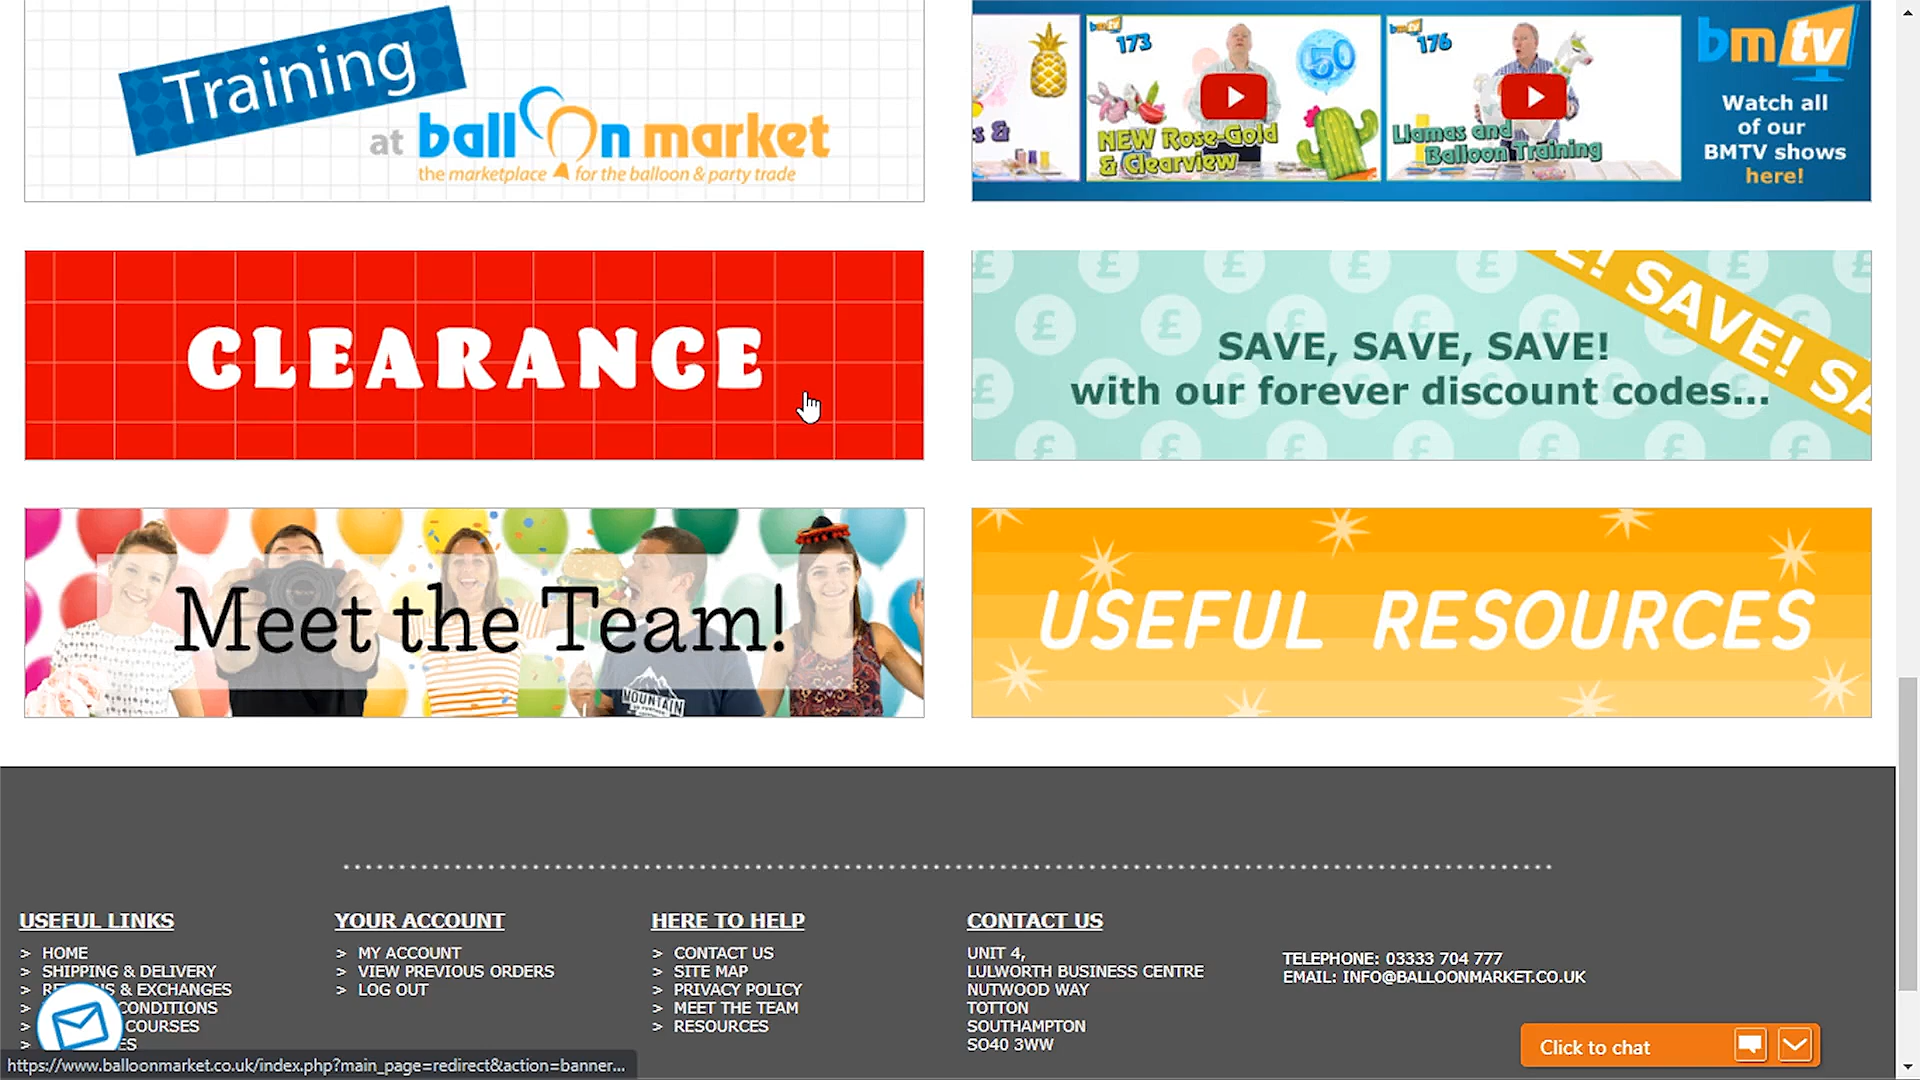 Training
at balloon market
the marketplace for the balloon & party trade
s &
bmtv
173
NEW Rose-Gold
& Clearview
bmtv
176
Llamas and
Balloon Training
50
bmtv
Watch all
of our
BMTV shows
here!
CLEARANCE
E! SAVE! SA
SAVE, SAVE, SAVE!
with our forever discount codes...
Meet the Team!
MOUNTAIN
USEFUL RESOURCES
USEFUL LINKS
> HOME
> SHIPPING & DELIVERY
> RE NS & EXCHANGES
> CONDITIONS
> COURSES
> ES
YOUR ACCOUNT
> MY ACCOUNT
> VIEW PREVIOUS ORDERS
> LOG OUT
HERE TO HELP
> CONTACT US
> SITE MAP
> PRIVACY POLICY
> MEET THE TEAM
> RESOURCES
CONTACT US
UNIT 4,
LULWORTH BUSINESS CENTRE
NUTWOOD WAY
TOTTON
SOUTHAMPTON
SO40 3WW
TELEPHONE: 03333 704 777
EMAIL: INFO@BALLOONMARKET.CO.UK
Click to chat
https://www.balloonmarket.co.uk/index.php?main_page=redirect&action=banner...